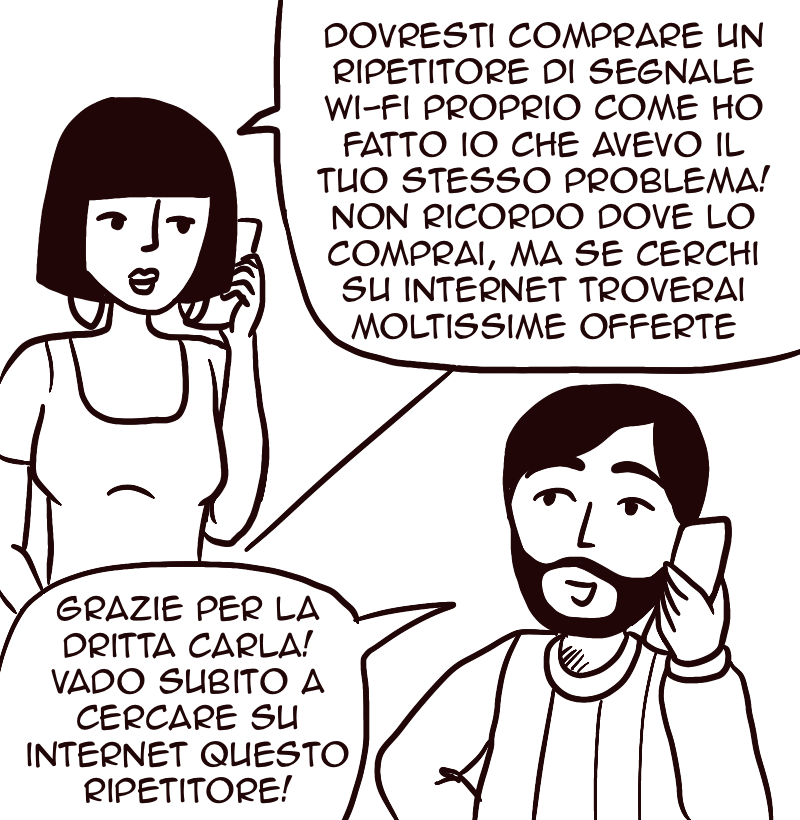 DOVRESTI COMPRARE UN
RIPETITORE DI SEGNALE
WI-FI PROPRIO COME HO
FATTO IO CHE AVEVO IL
TUO STESSO PROBLEMA!
NON RICORDO DOVE LO
COMPRAI, MA SE CERCHI
SU INTERNET TROVERAI
MOLTISSIME OFFERTE
GRAZIE PER LA
DRITTA CARLA!
VADO SUBITO A
CERCARE SU
INTERNET QUESTO
RIPETITORE!